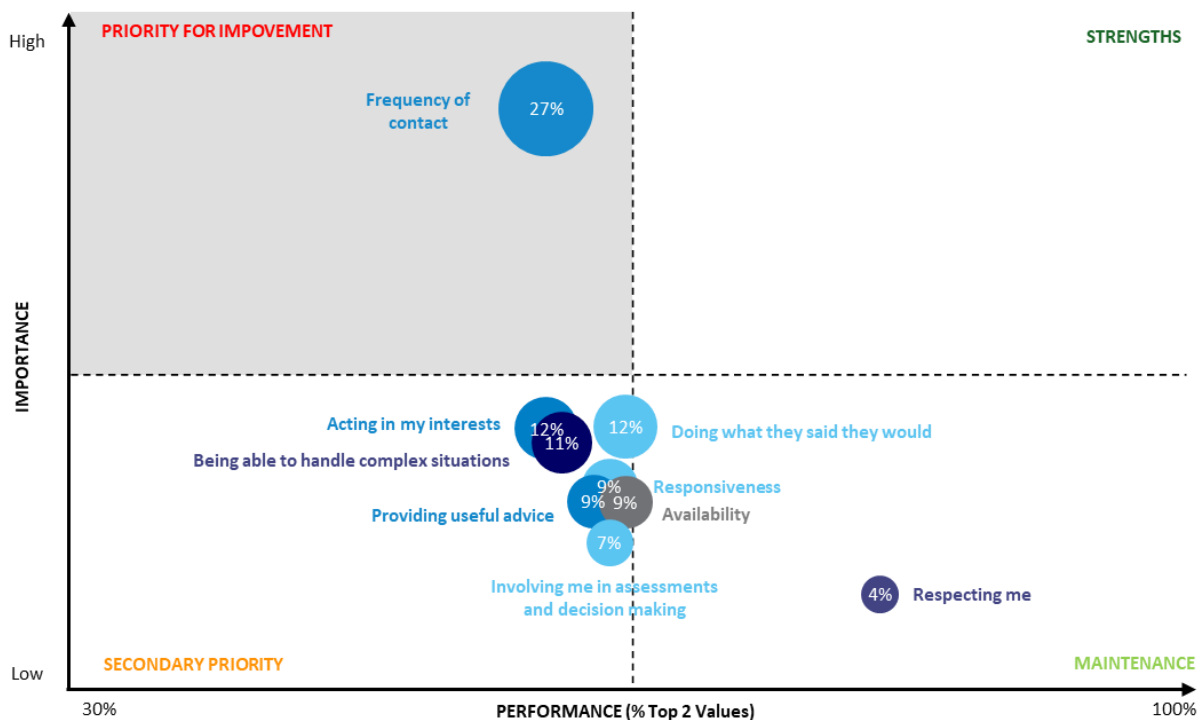 High
PRIORITY FOR IMPOVEMENT
STRENGTHS
Frequency of
contact
27%
IMPORTANCE
Acting in my interests
12%
12%
Doing what they said they would
Being able to handle complex situations
11%
9%
Responsiveness
Providing useful advice
9%
9%
Availability
7%
Involving me in assessments
and decision making
4%
Respecting me
SECONDARY PRIORITY
MAINTENANCE
Low
30%
PERFORMANCE (% Top 2 Values)
100%